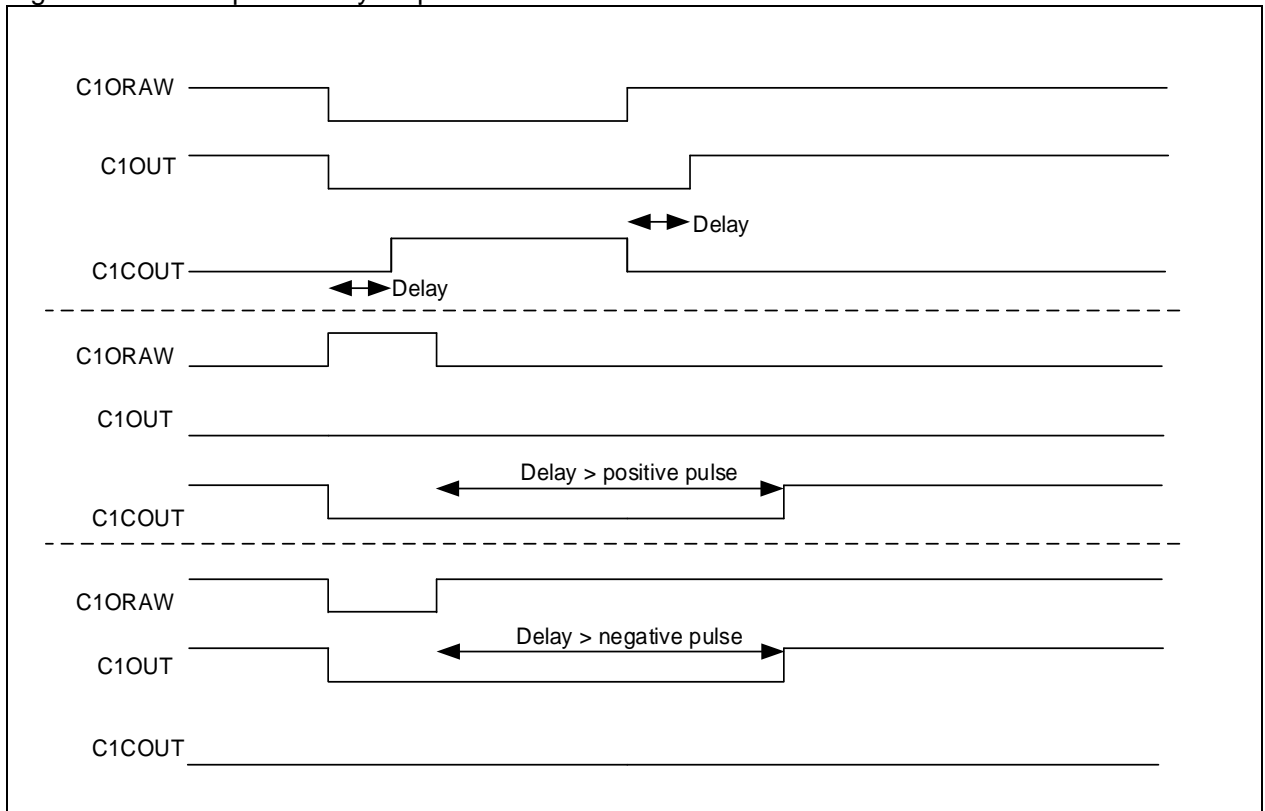 C1ORAW
C1OUT
Delay
C1COUT
Delay
C1ORAW
C1OUT
Delay > positive pulse
C1COUT
C1ORAW
Delay > negative pulse
C1OUT
C1COUT